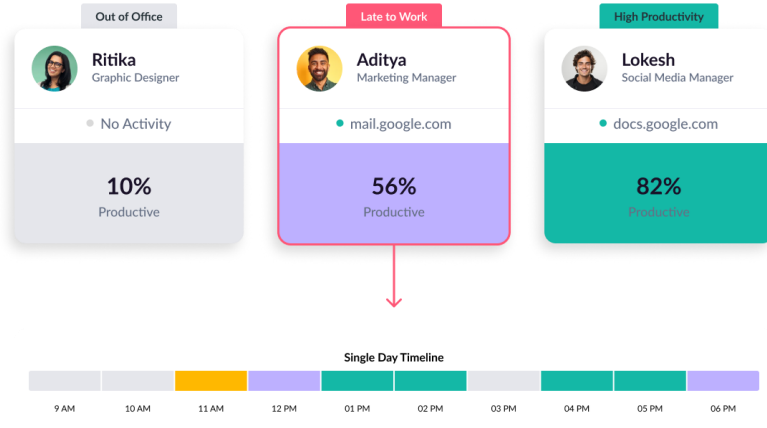 Out of Office
Ritika
Graphic Designer
No Activity
10%
Productive
Late to Work
Aditya
Marketing Manager
mail.google.com
56%
Productive
High Productivity
Lokesh
Social Media Manager
docs.google.com
82%
Productive
Single Day Timeline
9 AM 10 AM 11 AM 12 PM 01 PM 02 PM 03 PM 04 PM 05 PM 06 PM